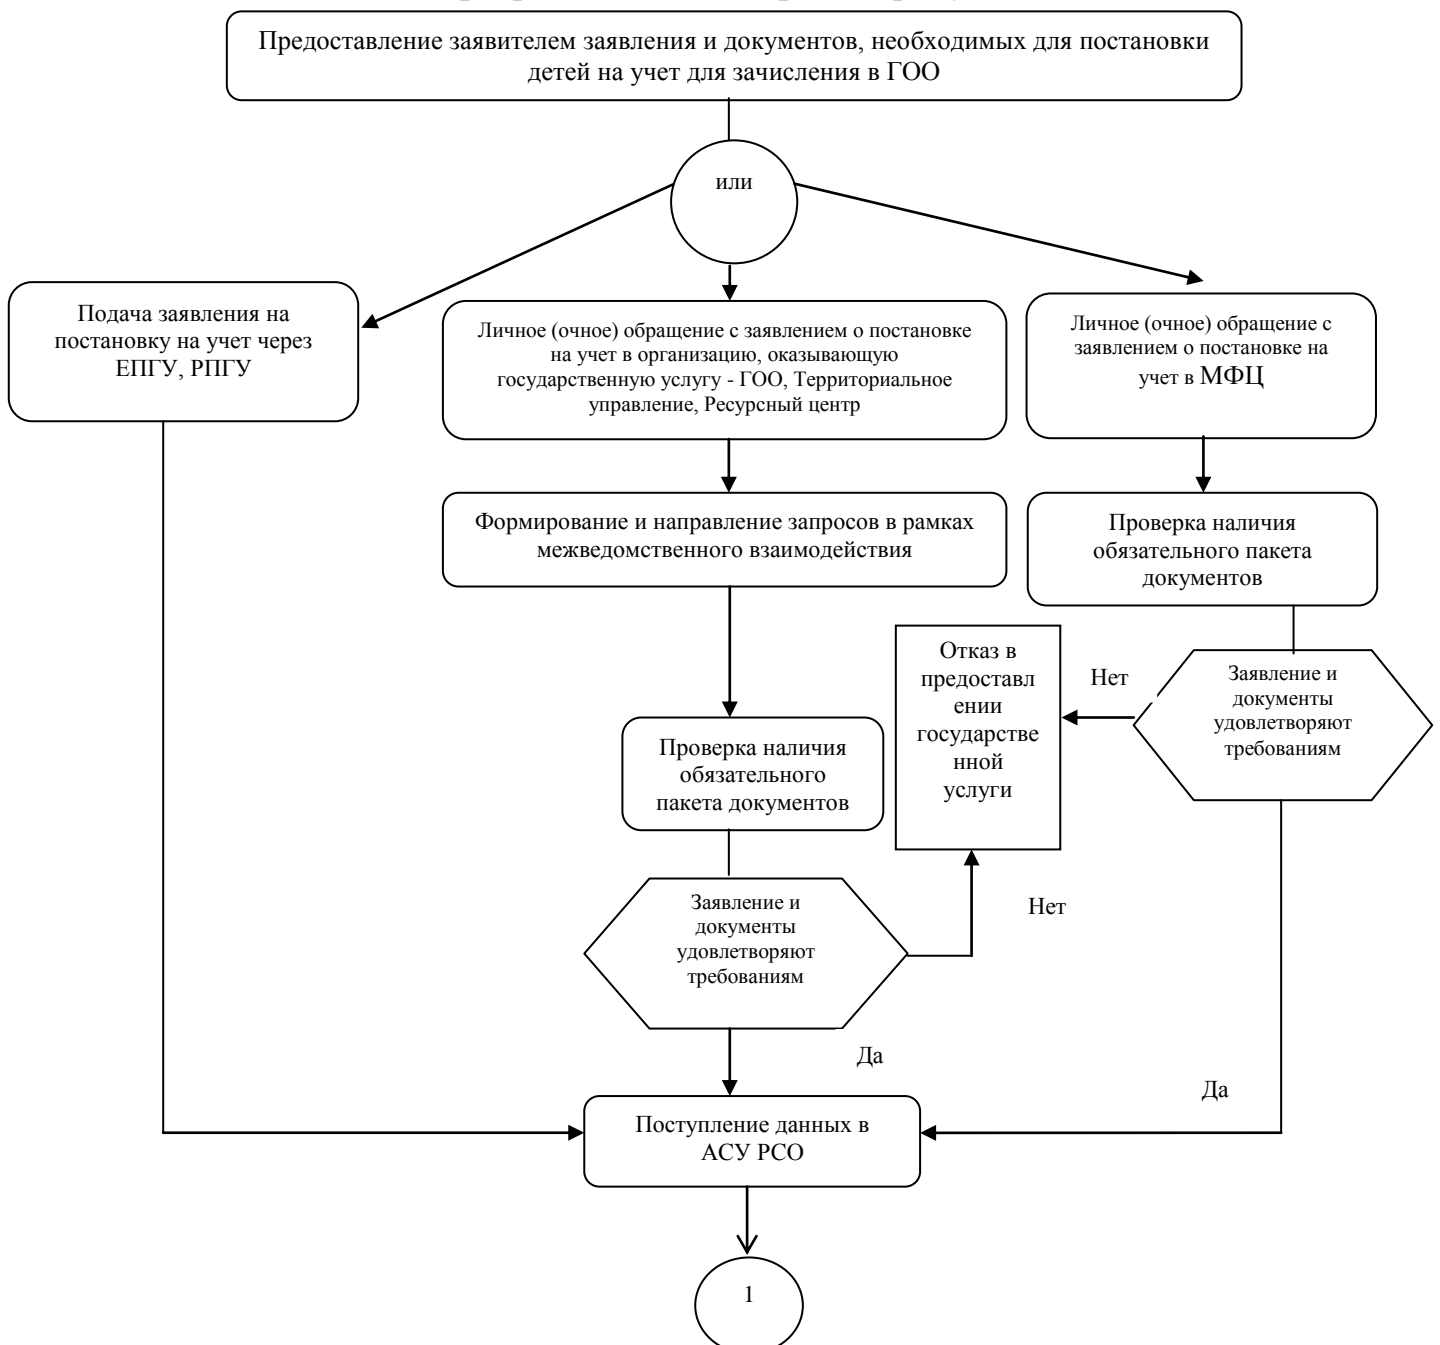 Предоставление заявителем заявления и документов, необходимых для постановки
детей на учет для зачисления в ГОО
или
Подача заявления на
постановку на учет через
ЕПГУ, РПГУ
Личное (очное) обращение с заявлением о постановке
на учет в организацию, оказывающую
государственную услугу - ГОО, Территориальное
управление, Ресурсный центр
Личное (очное) обращение с
заявлением о постановке на
учет в МФЦ
Формирование и направление запросов в рамках
межведомственного взаимодействия
Проверка наличия
обязательного пакета
документов
Отказ в
предоставл
ении
государстве
нной
услуги
Нет
Заявление и
документы
удовлетворяют
требованиям
Проверка наличия
обязательного
пакета документов
Заявление и
документы
удовлетворяют
требованиям
Нет
Да
Да
Поступление данных в
АСУ РСО
1